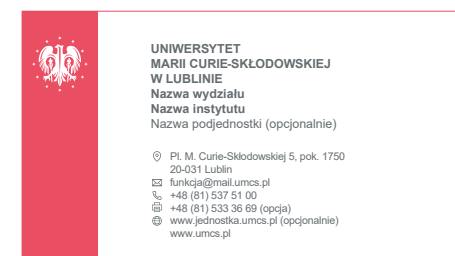 UNIWERSYTET
MARII CURIE-SKŁODOWSKIEJ
W LUBLINIE
Nazwa wydziału
Nazwa instytutu
Nazwa podjednostki (opcjonalnie)
Pl. M. Curie-Skłodowskiej 5, pok. 1750
20-031 Lublin
funkcja@mail.umcs.pl
+48 (81) 537 51 00
+48 (81) 533 36 69 (opcja)
www.jednostka.umcs.pl (opcjonalnie)
www.umcs.pl